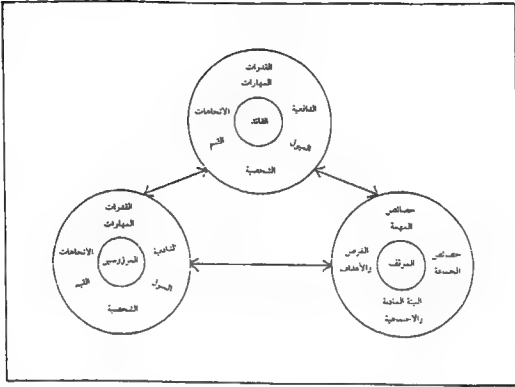 القدرات
المهارات
الاتجاهات
الدافعية
القائد
القيم
الميول
الشخصية
القدرات
المهارات
الاتجاهات
الدافعية
المرؤوسين
القيم
الميول
الشخصية
خصائص
المهمة
الفرص
والأهداف
الموقف
خصائص
الجماعة
البيئة المادية
والاجتماعية